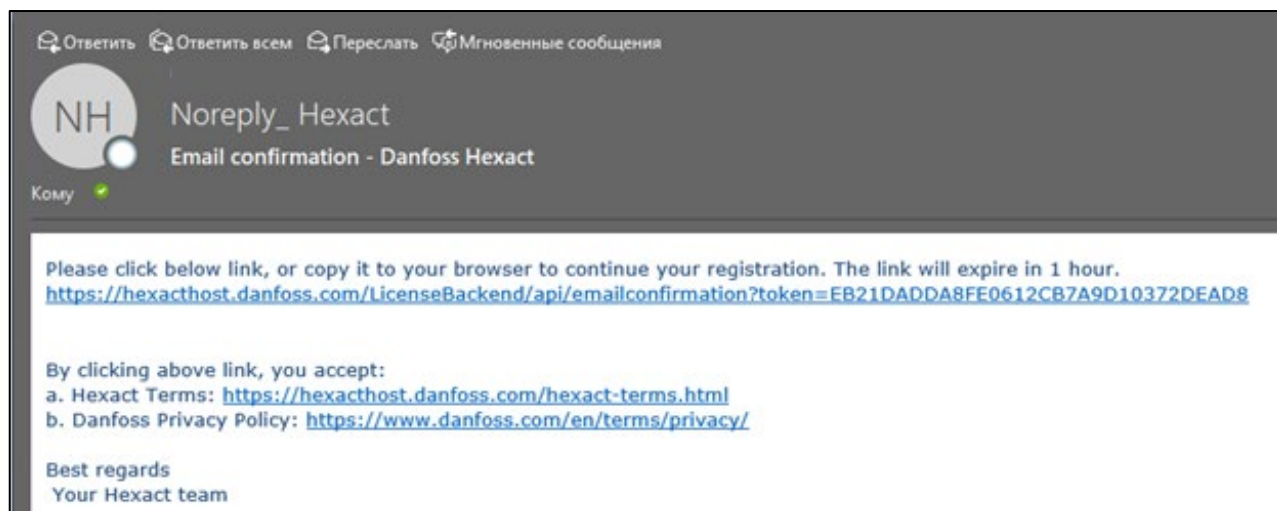 Ответить Ответить всем Переслать Мгновенные сообщения
NH
Noreply_ Hexact
Email confirmation - Danfoss Hexact
Кому
Please click below link, or copy it to your browser to continue your registration. The link will expire in 1 hour.
https://hexacthost.danfoss.com/LicenseBackend/api/emailconfirmation?token=EB21DADDA8FE0612CB7A9D10372DEAD8
By clicking above link, you accept:
a. Hexact Terms: https://hexacthost.danfoss.com/hexact-terms.html
b. Danfoss Privacy Policy: https://www.danfoss.com/en/terms/privacy/
Best regards
Your Hexact team